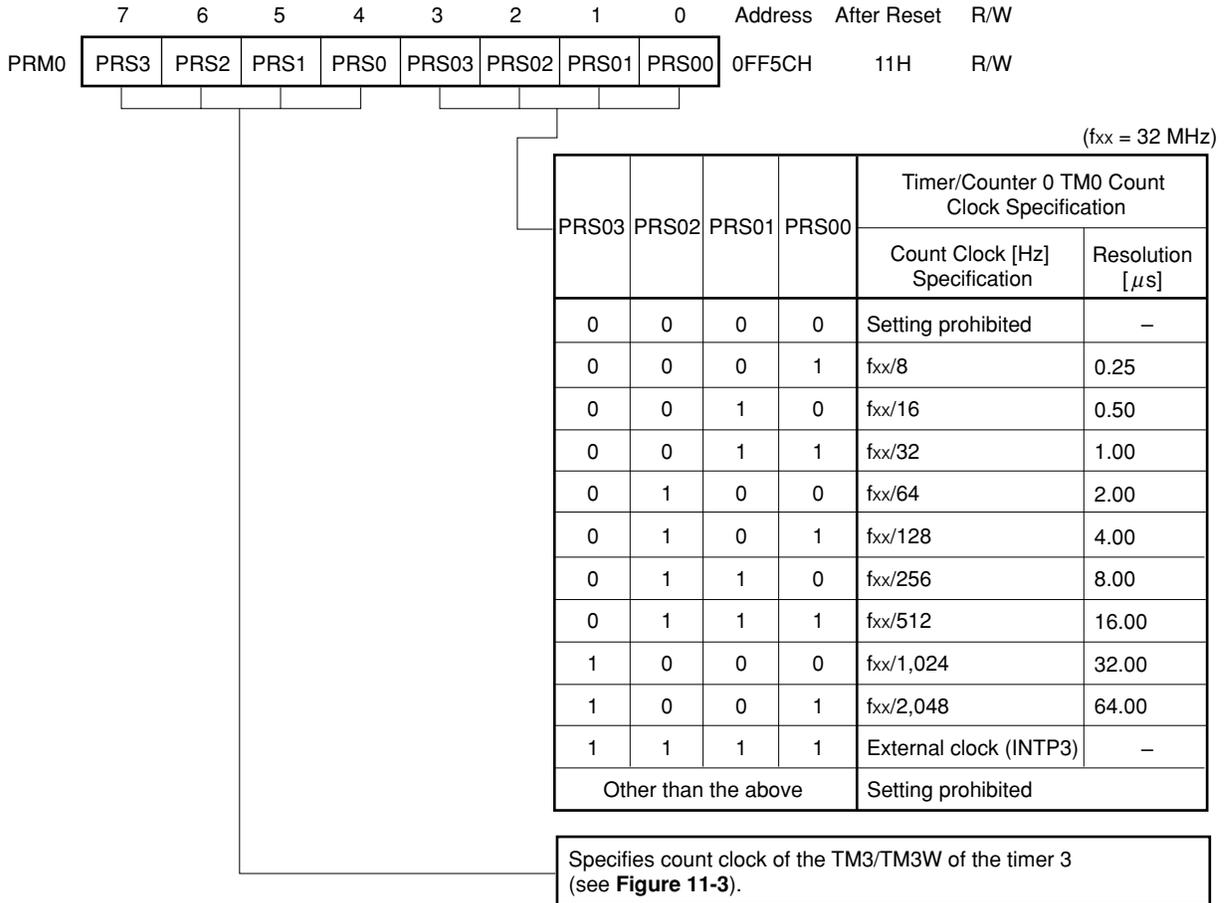 7 6 5 4 3 2 1 0 Address After Reset R/W
PRM0 PRS3 PRS2 PRS1 PRS0 PRS03 PRS02 PRS01 PRS00 0FF5CH 11H R/W
(fxx = 32 MHz)
PRS03 PRS02 PRS01 PRS00
Timer/Counter 0 TM0 Count
Clock Specification
Count Clock [Hz]
Specification
Resolution
[μs]
0 0 0 0 Setting prohibited –
0 0 0 1 fxx/8 0.25
0 0 1 0 fxx/16 0.50
0 0 1 1 fxx/32 1.00
0 1 0 0 fxx/64 2.00
0 1 0 1 fxx/128 4.00
0 1 1 0 fxx/256 8.00
0 1 1 1 fxx/512 16.00
1 0 0 0 fxx/1,024 32.00
1 0 0 1 fxx/2,048 64.00
1 1 1 1 External clock (INTP3) –
Other than the above Setting prohibited
Specifies count clock of the TM3/TM3W of the timer 3
(see Figure 11-3).